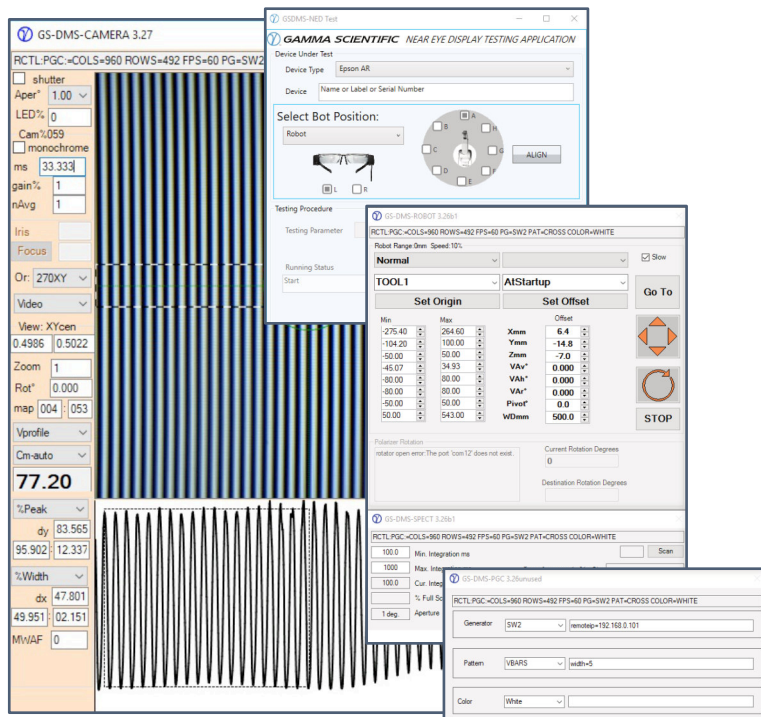 GS-DMS-CAMERA 3.27
RCTL:PGC:=COLS=960 ROWS=492 FPS=60 PG=SW2
shutter
Aper° 1.00
LED% 0
Cam%059
monochrome
ms 33.333
gain% 1
nAvg 1
Iris
Focus
Or: 270XY
Video
View: XYcen
0.4986 0.5022
Zoom 1
Rot° 0.000
map 004 : 053
Vprofile
Cm-auto
77.20
%Peak
dy 83.565
95.902 : 12.337
%Width
dx 47.801
49.951 : 02.151
MWAF 0
GSDMS-NED Test
GAMMA SCIENTIFIC NEAR EYE DISPLAY TESTING APPLICATION
Device Under Test
Device Type Epson AR
Device Name or Label or Serial Number
Select Bot Position:
Robot
L R
A
B H
C G
D F
E
ALIGN
Testing Procedure
Testing Parameter
Running Status
Start
GS-DMS-ROBOT 3.26b1
RCTL:PGC:=COLS=960 ROWS=492 FPS=60 PG=SW2 PAT=CROSS COLOR=WHITE
Robot Range 0mm Speed:10%
Normal
Slow
TOOL1 AtStartup
Go To
Set Origin Set Offset
Min Max Offset
-275.40 264.60 Xmm 6.4
-104.20 100.00 Ymm -14.8
-50.00 50.00 Zmm -7.0
-45.07 34.93 VAv° 0.000
-80.00 80.00 VAh° 0.000
-80.00 80.00 VAr° 0.000
-50.00 50.00 Pivot° 0.0
50.00 543.00 WDmm 500.0
STOP
Polarizer Rotation
rotator open error:The port 'com12' does not exist.
Current Rotation Degrees
0
Destination Rotation Degrees
GS-DMS-SPECT 3.26b1
RCTL:PGC:=COLS=960 ROWS=492 FPS=60 PG=SW2 PAT=CROSS COLOR=WHITE
100.0 Min. Integration ms Scan
1000 Max.
100.0 Cur.
% Full
1 deg. Aperture
GS-DMS-PGC 3.26unused
RCTL:PGC:=COLS=960 ROWS=492 FPS=60 PG=SW2 PAT=CROSS COLOR=WHITE
Generator SW2 remoteip=192.168.0.101
Pattern VBARS width=5
Color White